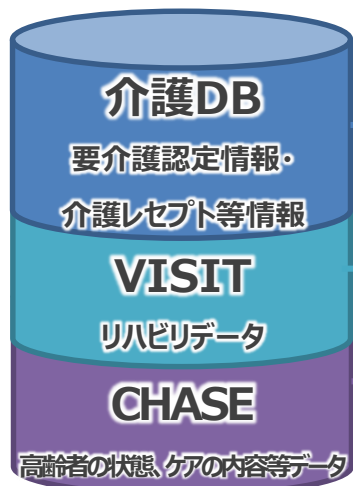 介護DB
要介護認定情報・
介護レセプト等情報
VISIT
リハビリデータ
CHASE
高齢者の状態、ケアの内容等データ